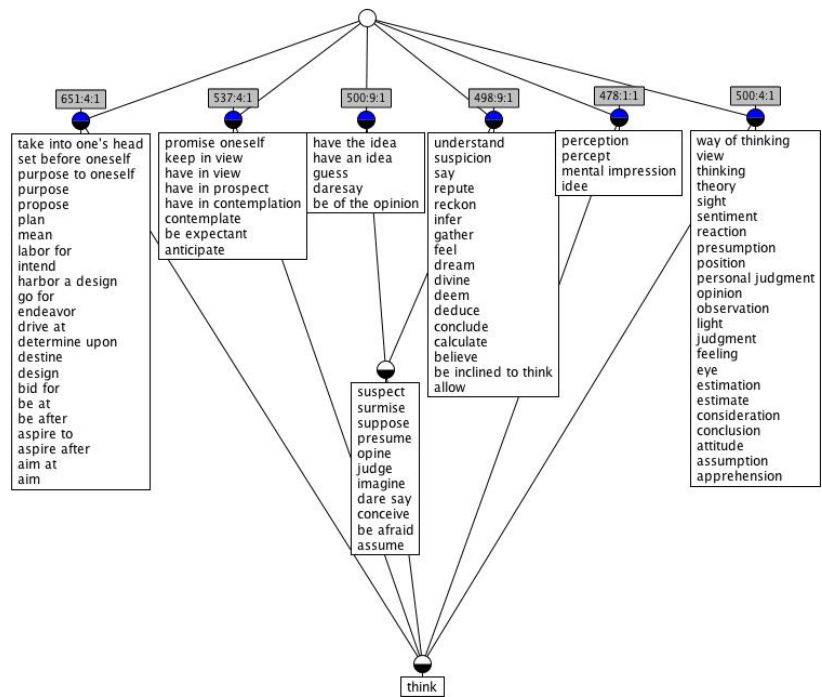 651:4:1
537:4:1
500:9:1
498:9:1
478:1:1
500:4:1
take into one's head
set before oneself
purpose to oneself
purpose
propose
plan
mean
labor for
intend
harbor a design
go for
endeavor
drive at
determine upon
destine
design
bid for
be at
be after
aspire to
aspire after
aim at
aim
promise oneself
keep in view
have in view
have in prospect
have in contemplation
contemplate
be expectant
anticipate
have the idea
have an idea
guess
daresay
be of the opinion
understand
suspicion
say
repute
reckon
infer
gather
feel
dream
divine
deem
deduce
conclude
calculate
believe
be inclined to think
allow
perception
percept
mental impression
idee
way of thinking
view
thinking
theory
sight
sentiment
reaction
presumption
position
personal judgment
opinion
observation
light
judgment
feeling
eye
estimation
estimate
consideration
conclusion
attitude
assumption
apprehension
suspect
surmise
suppose
presume
opine
judge
imagine
dare say
conceive
be afraid
assume
think